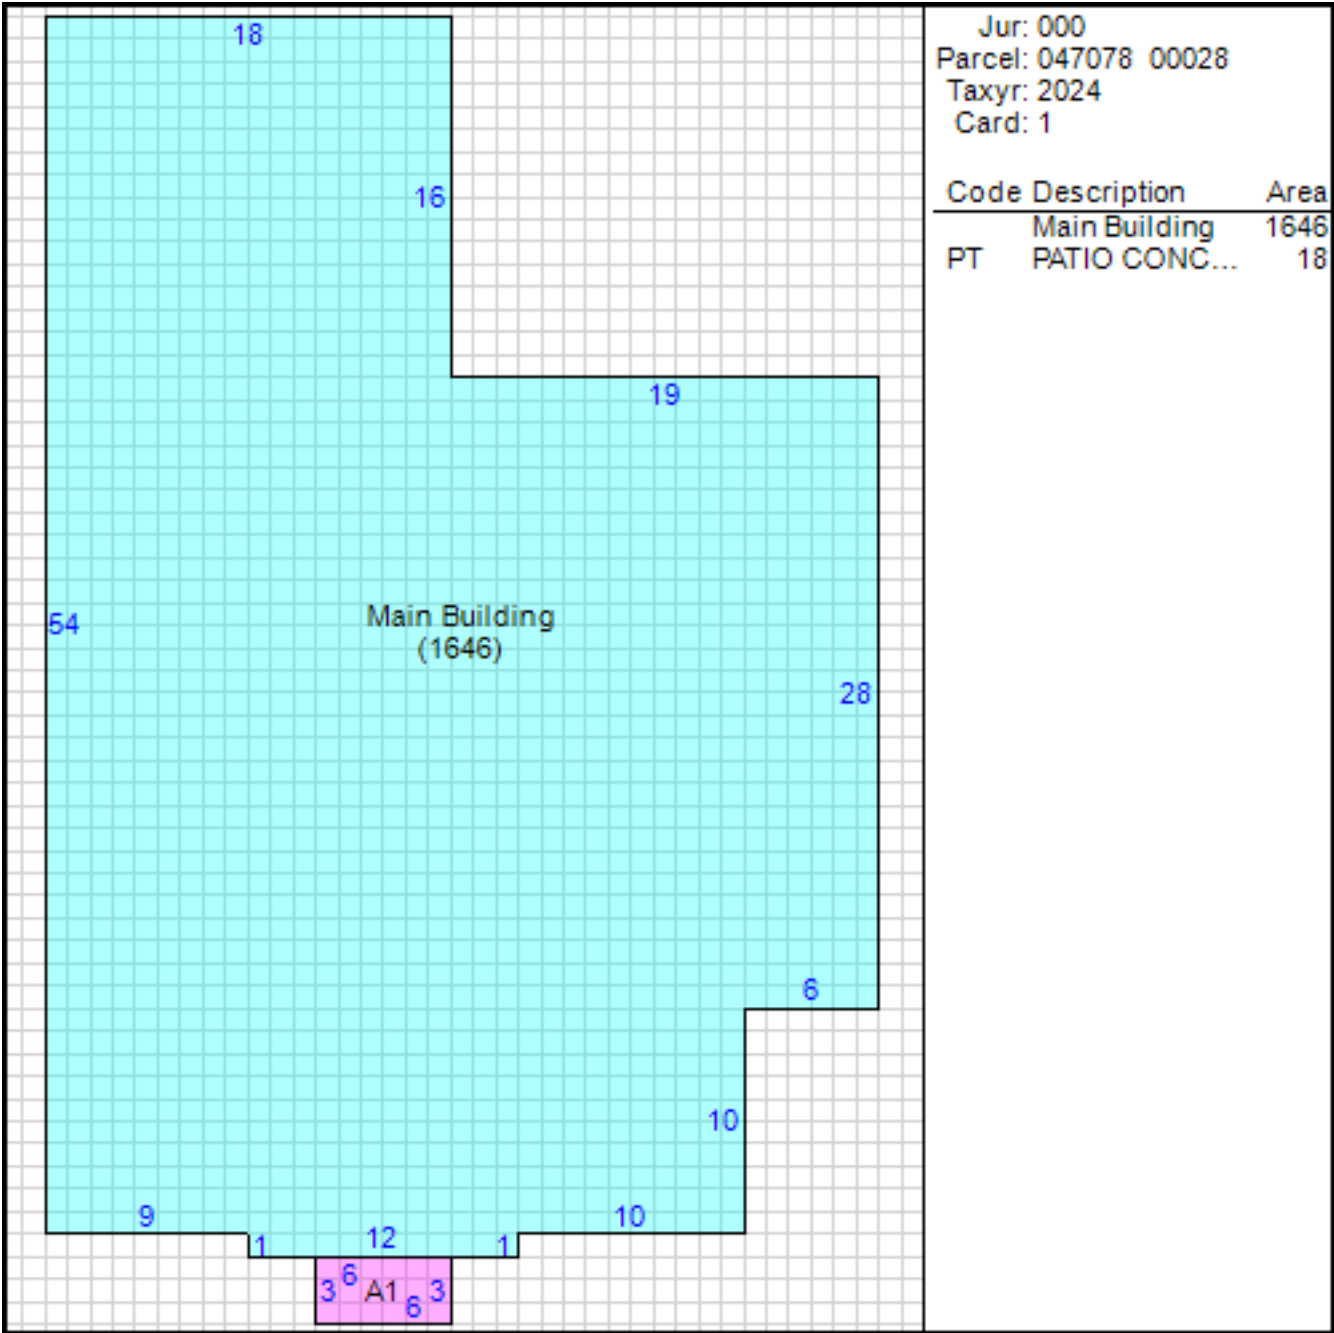 18
16
19
54
Main Building
(1646)
28
6
10
9
10
1
12
1
3
6
A1
6
3
Jur: 000
Parcel: 047078 00028
Taxyr: 2024
Card: 1
Code Description Area
Main Building 1646
PT PATIO CONC... 18